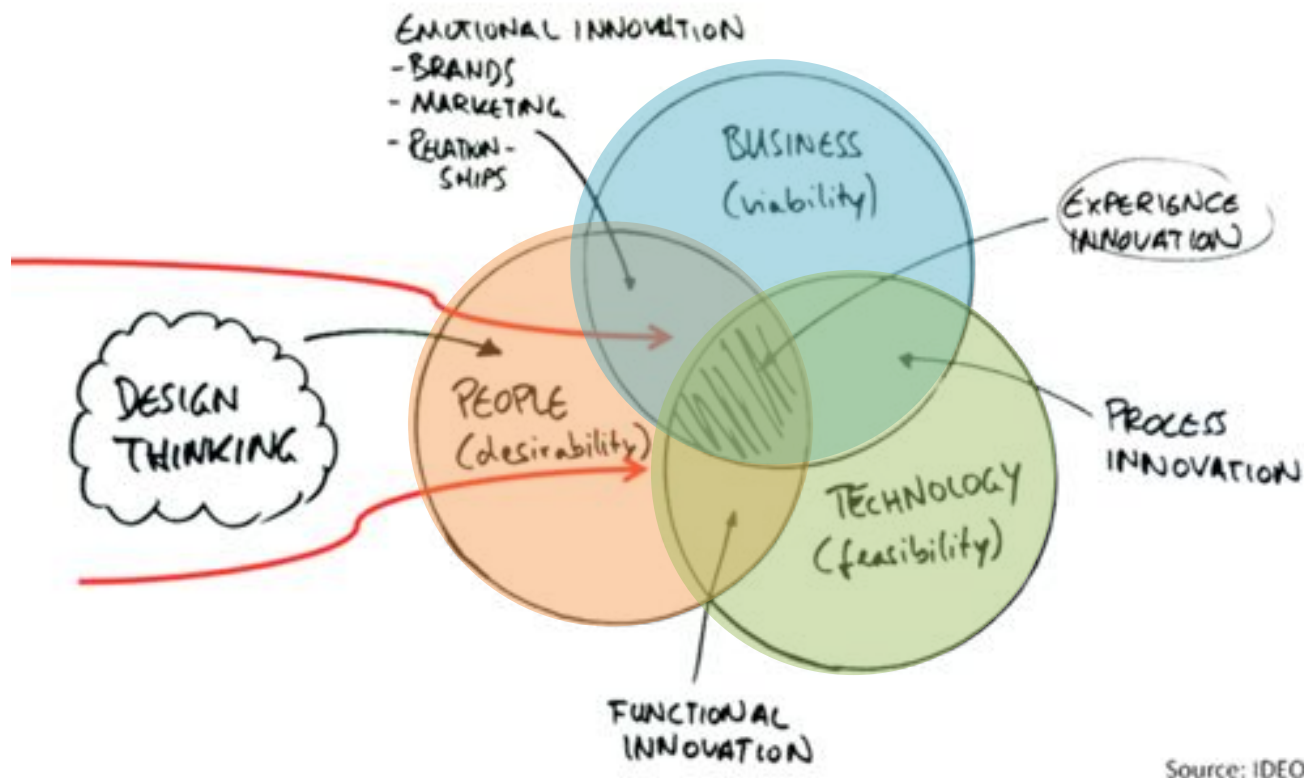 EMOTIONAL INNOVATION
- BRANDS
- MARKETING
- RELATION-
SHIPS
BUSINESS
(viability)
EXPERIENCE
INNOVATION
DESIGN
THINKING
PEOPLE
(desirability)
PROCESS
INNOVATION
TECHNOLOGY
(feasibility)
FUNCTIONAL
INNOVATION
Source: IDEO